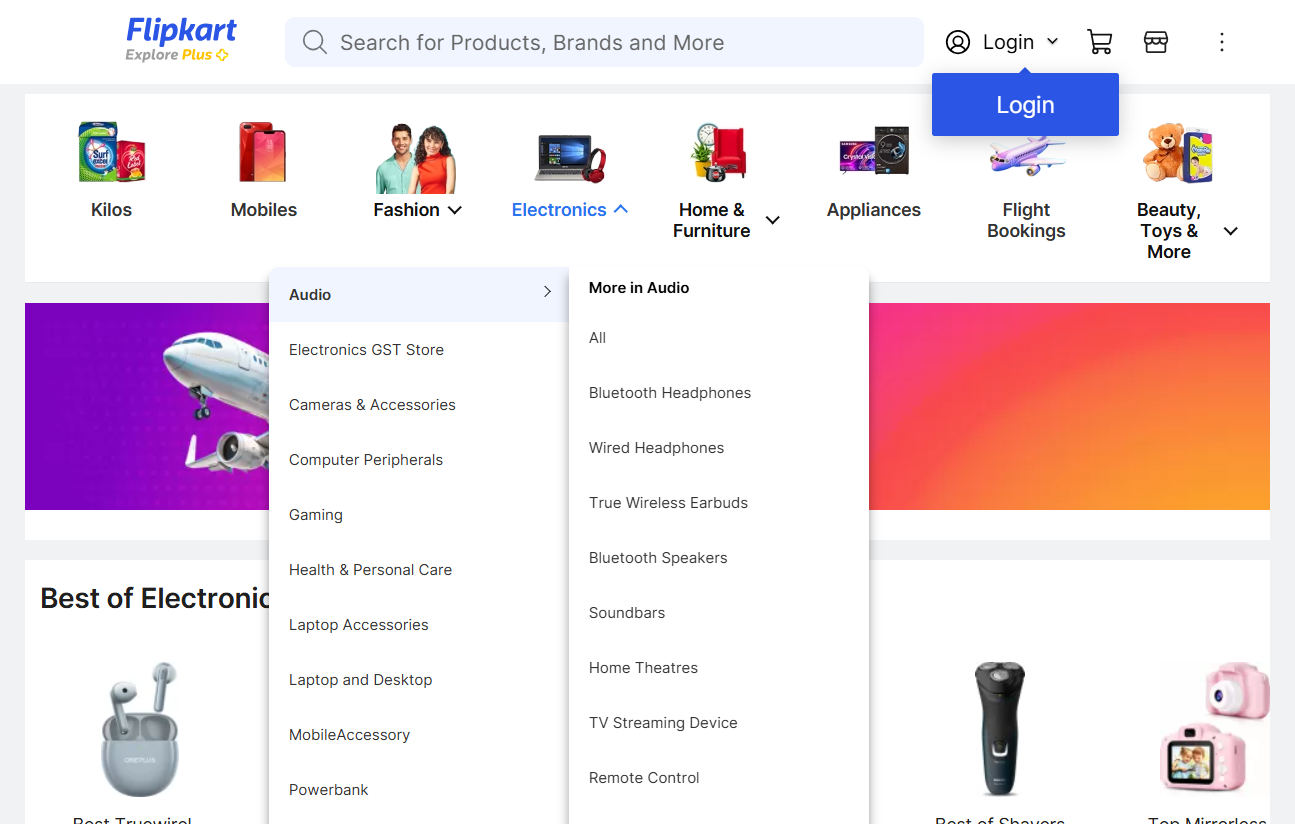 Flipkart
Explore Plus
Search for Products, Brands and More
Login
Login
Kilos
Mobiles
Fashion
Electronics
Home &
Furniture
Appliances
Flight
Bookings
Beauty,
Toys &
More
Audio
Electronics GST Store
Cameras & Accessories
Computer Peripherals
Gaming
Health & Personal Care
Laptop Accessories
Laptop and Desktop
MobileAccessory
Powerbank
More in Audio
All
Bluetooth Headphones
Wired Headphones
True Wireless Earbuds
Bluetooth Speakers
Soundbars
Home Theatres
TV Streaming Device
Remote Control
Best of Electronic
ONEPLUS
Best Truewirel
Best of Shavers
Top Mirrorless
Surf
excel